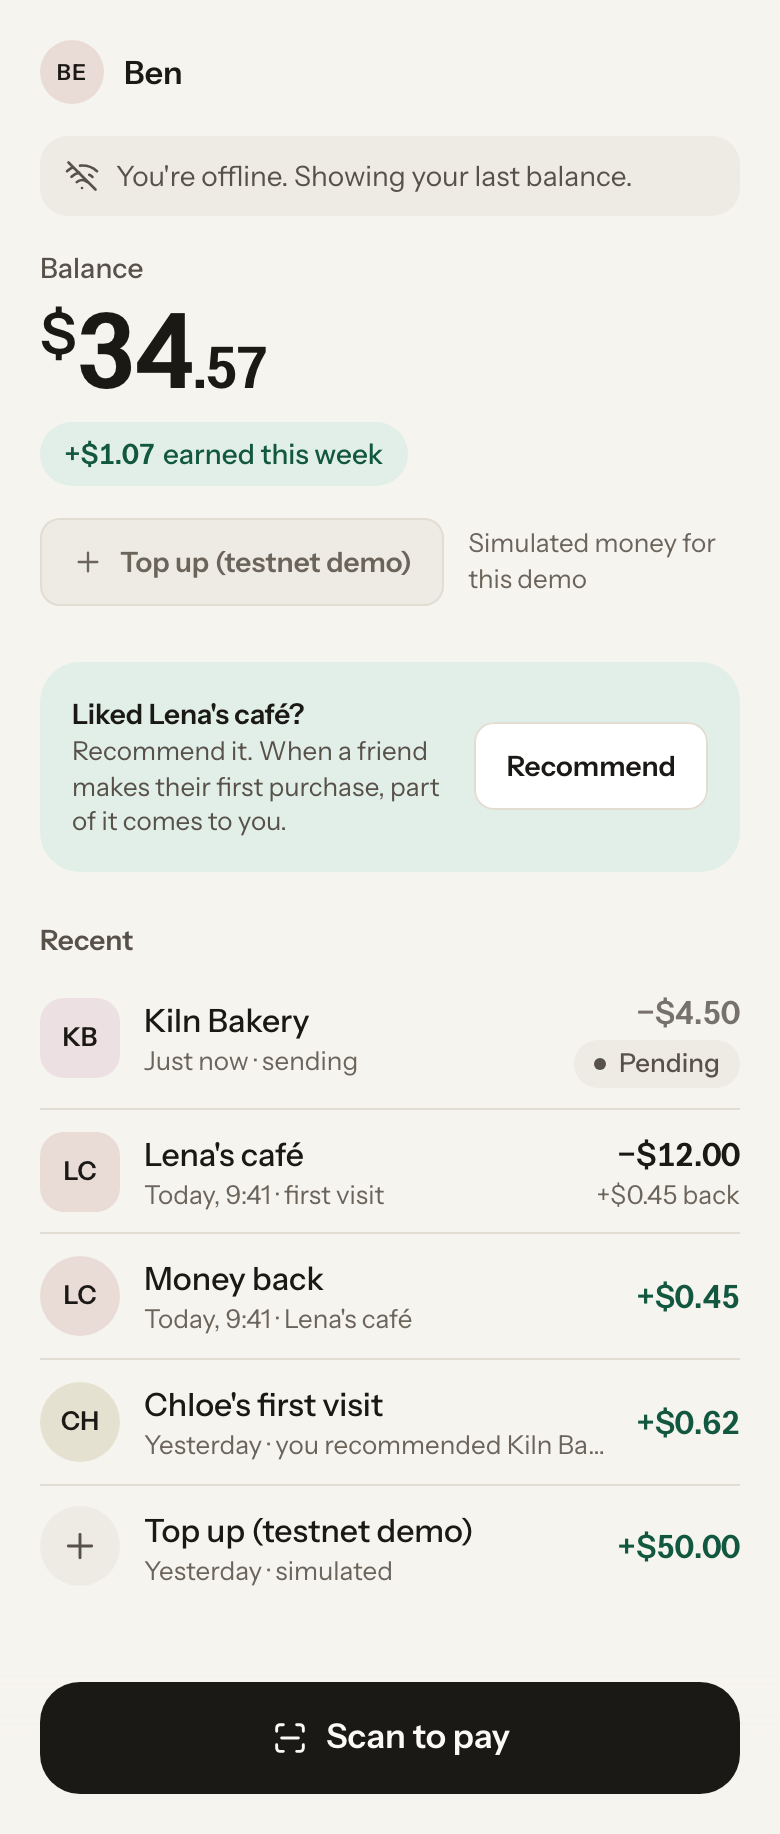 BE
Ben
You're offline. Showing your last balance.
Balance
$34.57
+$1.07 earned this week
+ Top up (testnet demo)
Simulated money for
this demo
Liked Lena's café?
Recommend it. When a friend
makes their first purchase, part
of it comes to you.
Recommend
Recent
KB
Kiln Bakery
Just now · sending
−$4.50
Pending
LC
Lena's café
Today, 9:41 · first visit
−$12.00
+$0.45 back
LC
Money back
Today, 9:41 · Lena's café
+$0.45
CH
Chloe's first visit
Yesterday · you recommended Kiln Ba...
+$0.62
Top up (testnet demo)
Yesterday · simulated
+$50.00
Scan to pay